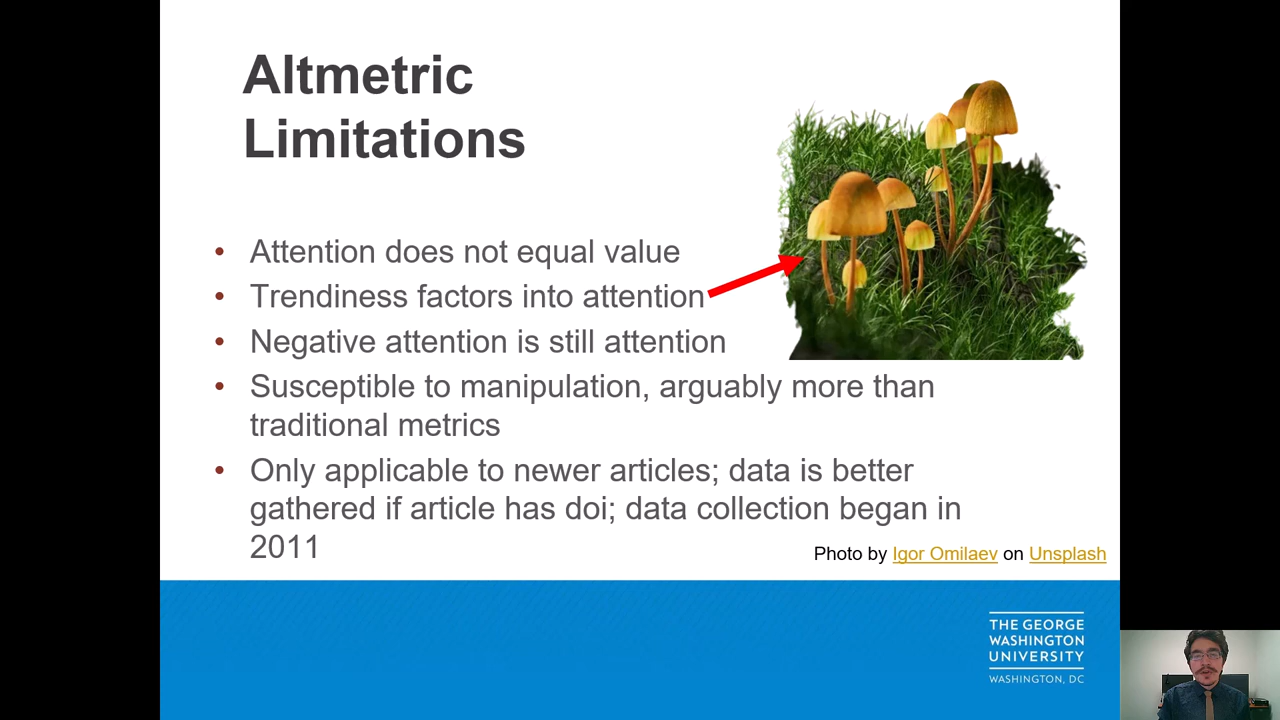 Altmetric
Limitations
• Attention does not equal value
• Trendiness factors into attention
• Negative attention is still attention
• Susceptible to manipulation, arguably more than
traditional metrics
• Only applicable to newer articles; data is better
gathered if article has doi; data collection began in
2011
Photo by Igor Omilaev on Unsplash
THE GEORGE
WASHINGTON
UNIVERSITY
WASHINGTON, DC